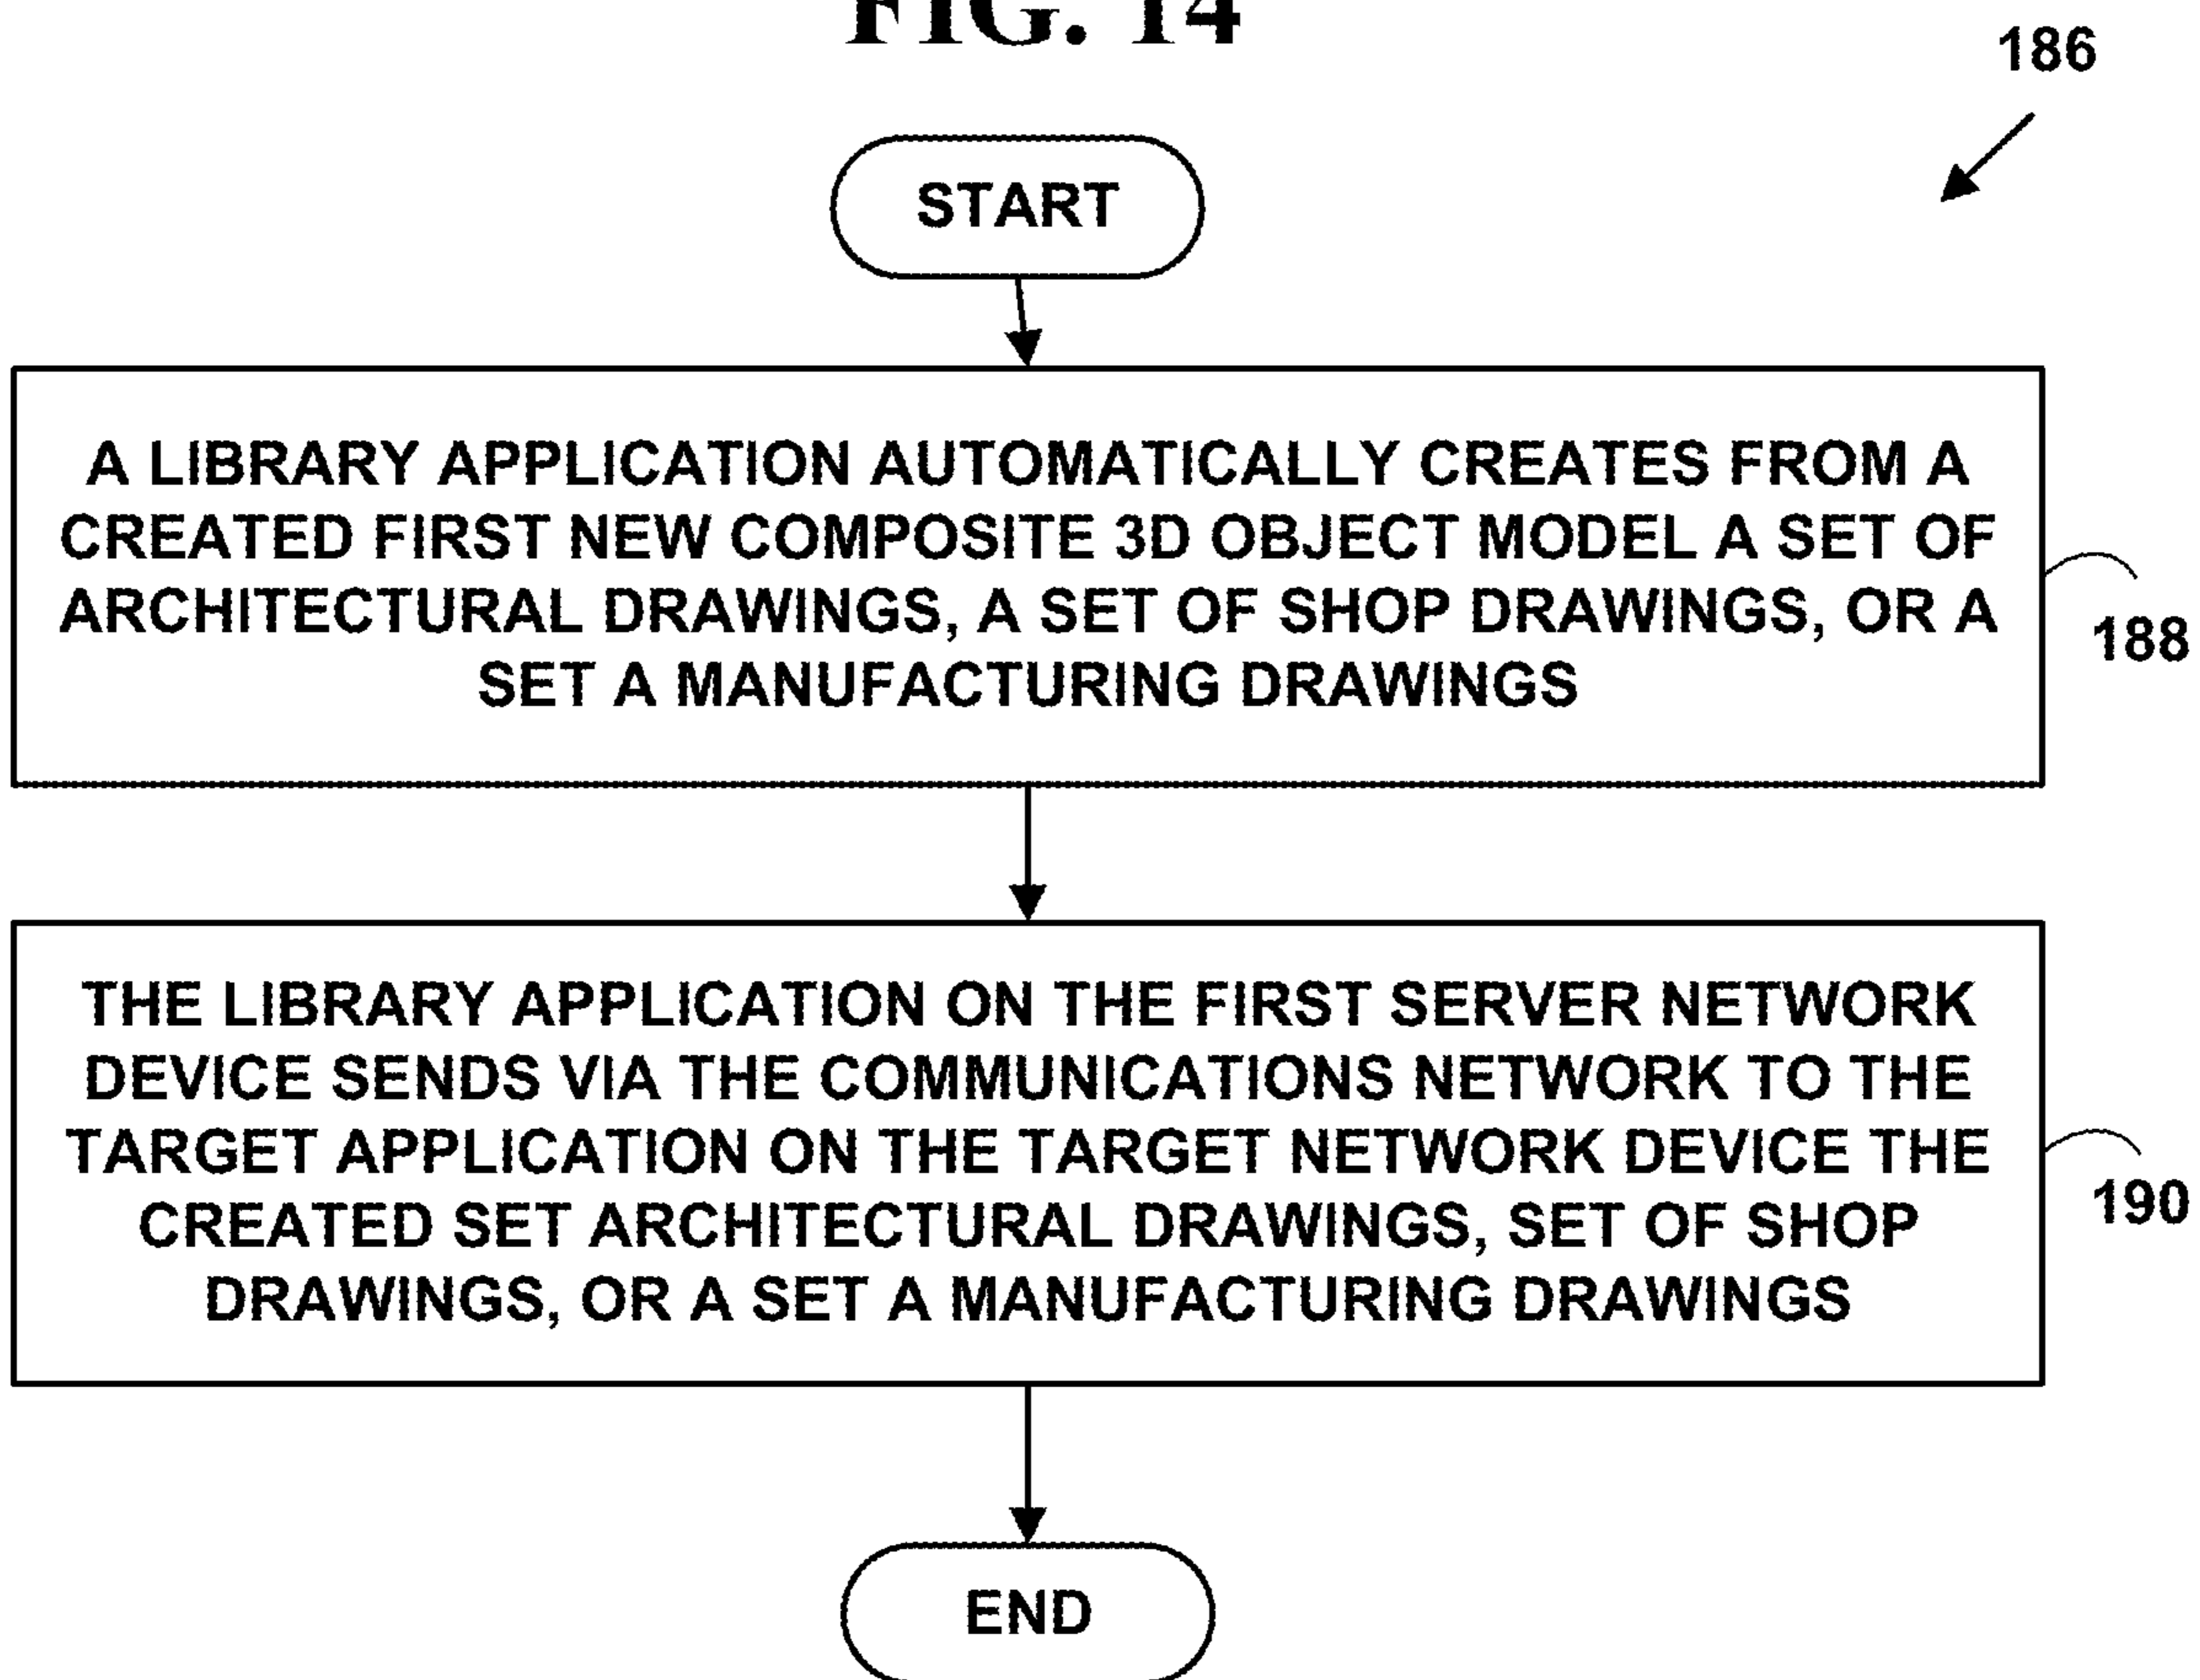 FIG. 14
186
START
A LIBRARY APPLICATION AUTOMATICALLY CREATES FROM A
CREATED FIRST NEW COMPOSITE 3D OBJECT MODEL A SET OF
ARCHITECTURAL DRAWINGS, A SET OF SHOP DRAWINGS, OR A
SET A MANUFACTURING DRAWINGS
188
THE LIBRARY APPLICATION ON THE FIRST SERVER NETWORK
DEVICE SENDS VIA THE COMMUNICATIONS NETWORK TO THE
TARGET APPLICATION ON THE TARGET NETWORK DEVICE THE
CREATED SET ARCHITECTURAL DRAWINGS, SET OF SHOP
DRAWINGS, OR A SET A MANUFACTURING DRAWINGS
190
END